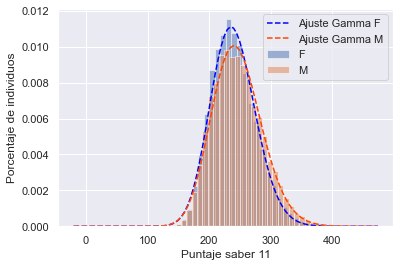 0.012
0.010
0.008
0.006
0.004
0.002
0.000
Porcentaje de individuos
Ajuste Gamma F
Ajuste Gamma M
F
M
0 100 200 300 400
Puntaje saber 11